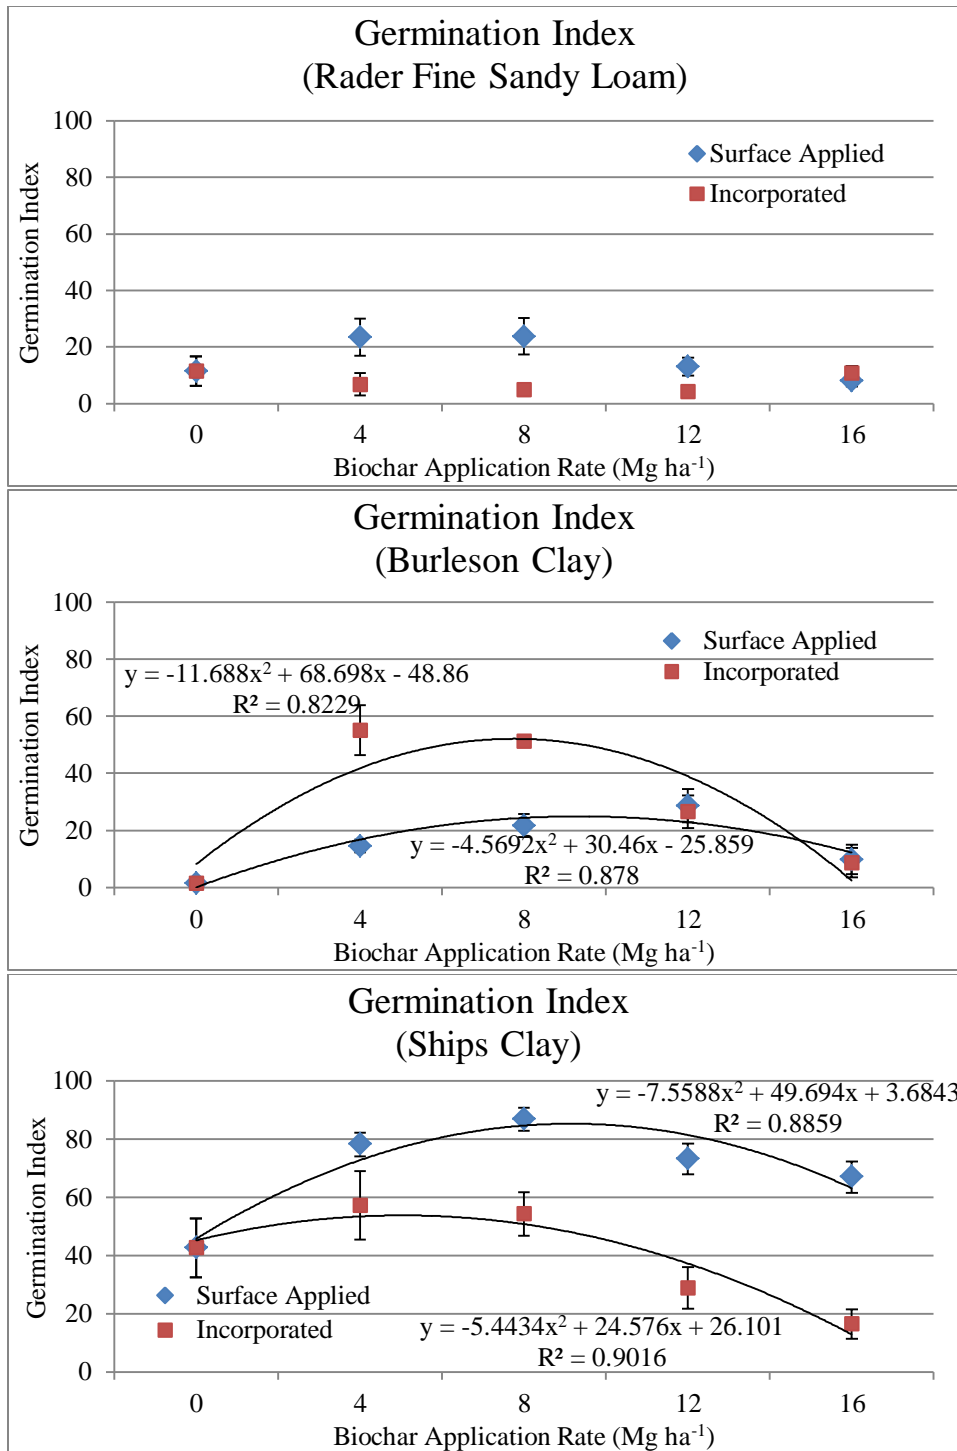 Germination Index
(Rader Fine Sandy Loam)
100
80
60
40
20
0
Germination Index
Surface Applied
Incorporated
0 4 8 12 16
Biochar Application Rate (Mg ha⁻¹)
Germination Index
(Burleson Clay)
100
80
60
40
20
0
Germination Index
Surface Applied
Incorporated
y = -11.688x² + 68.698x - 48.86
R² = 0.8229
y = -4.5692x² + 30.46x - 25.859
R² = 0.878
0 4 8 12 16
Biochar Application Rate (Mg ha⁻¹)
Germination Index
(Ships Clay)
100
80
60
40
20
0
Germination Index
y = -7.5588x² + 49.694x + 3.6843
R² = 0.8859
Surface Applied
Incorporated
y = -5.4434x² + 24.576x + 26.101
R² = 0.9016
0 4 8 12 16
Biochar Application Rate (Mg ha⁻¹)